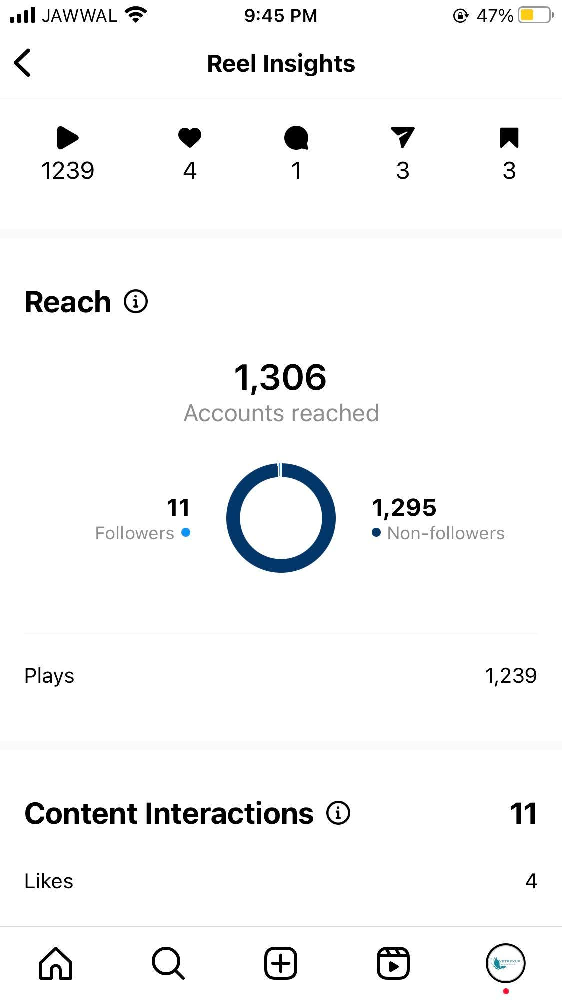 JAWWAL 9:45 PM 47%
Reel Insights
1239 4 1 3 3
Reach
1,306
Accounts reached
11 1,295
Followers Non-followers
Plays 1,239
Content Interactions 11
Likes 4
VETREXUP